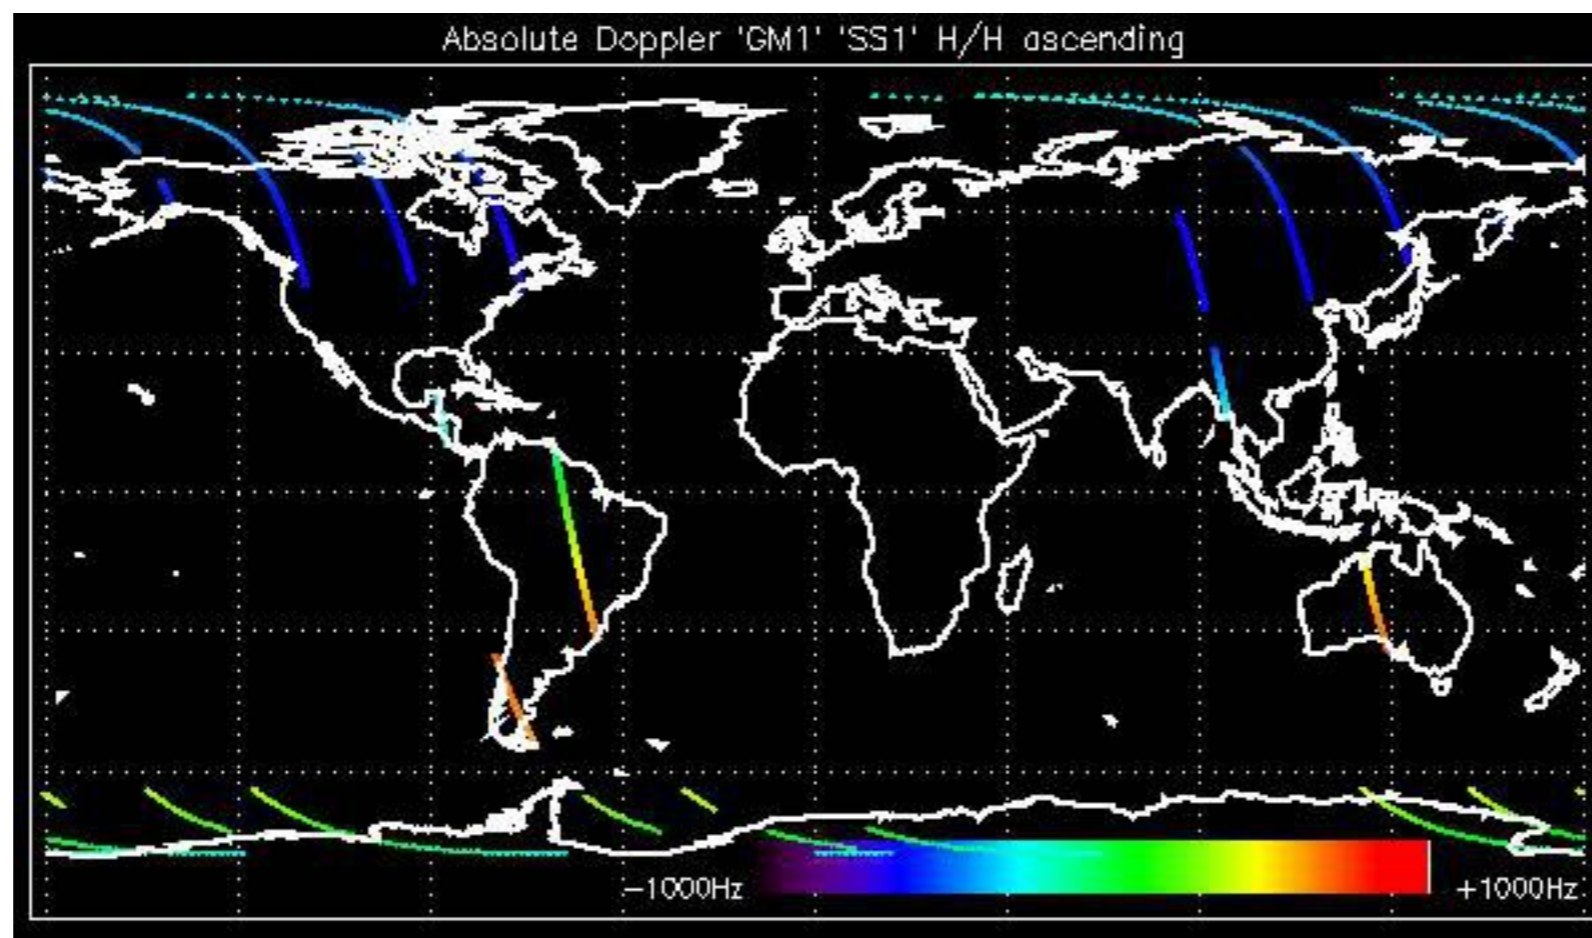 Absolute Doppler 'GM1' 'SS1' H/H ascending
-1000Hz +1000Hz